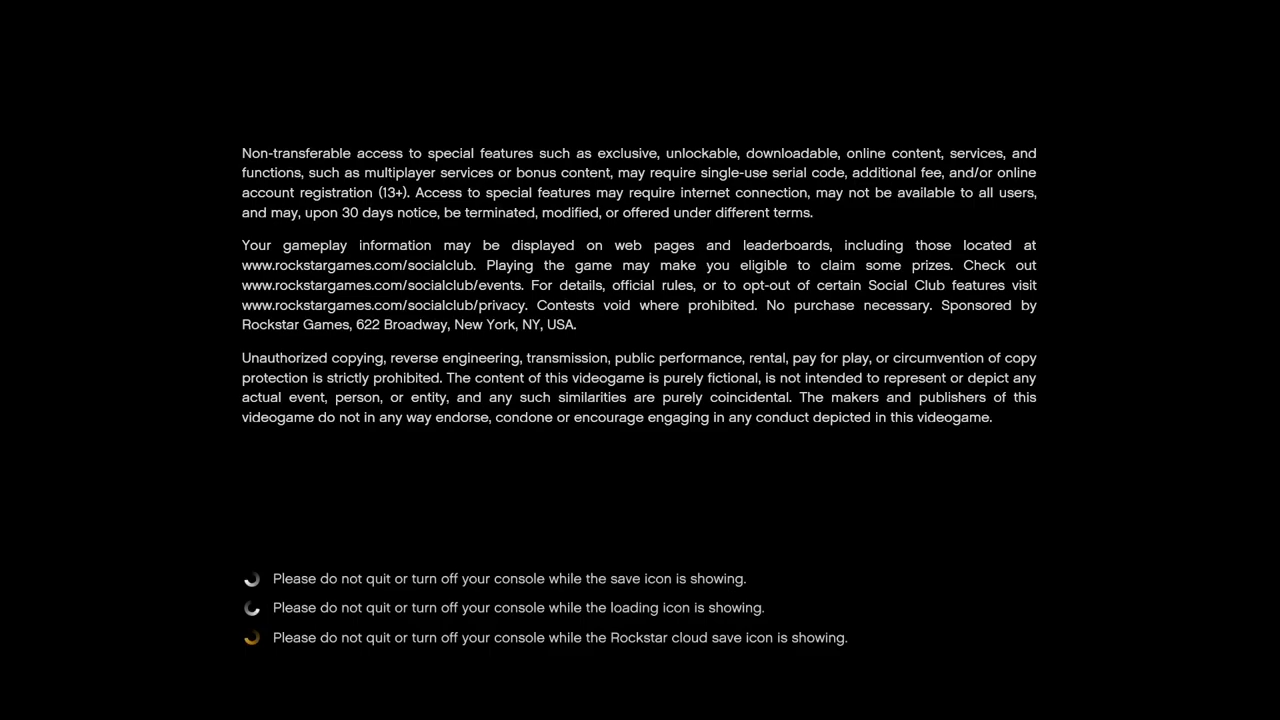 Non-transferable access to special features such as exclusive, unlockable, downloadable, online content, services, and
functions, such as multiplayer services or bonus content, may require single-use serial code, additional fee, and/or online
account registration (13+). Access to special features may require internet connection, may not be available to all users,
and may, upon 30 days notice, be terminated, modified, or offered under different terms.
Your gameplay information may be displayed on web pages and leaderboards, including those located at
www.rockstargames.com/socialclub. Playing the game may make you eligible to claim some prizes. Check out
www.rockstargames.com/socialclub/events. For details, official rules, or to opt-out of certain Social Club features visit
www.rockstargames.com/socialclub/privacy. Contests void where prohibited. No purchase necessary. Sponsored by
Rockstar Games, 622 Broadway, New York, NY, USA.
Unauthorized copying, reverse engineering, transmission, public performance, rental, pay for play, or circumvention of copy
protection is strictly prohibited. The content of this videogame is purely fictional, is not intended to represent or depict any
actual event, person, or entity, and any such similarities are purely coincidental. The makers and publishers of this
videogame do not in any way endorse, condone or encourage engaging in any conduct depicted in this videogame.
Please do not quit or turn off your console while the save icon is showing.
Please do not quit or turn off your console while the loading icon is showing.
Please do not quit or turn off your console while the Rockstar cloud save icon is showing.